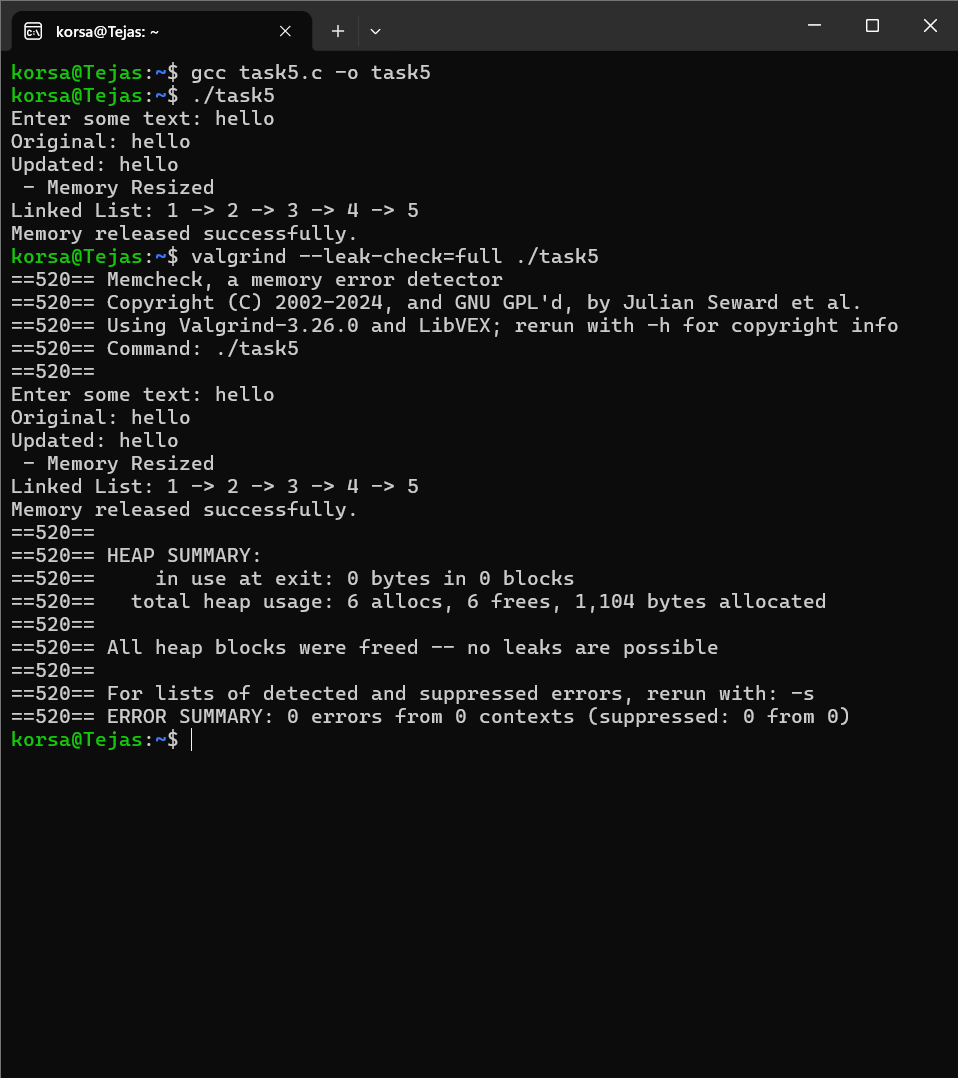 korsa@Tejas: ~
korsa@Tejas:~$ gcc task5.c -o task5
korsa@Tejas:~$ ./task5
Enter some text: hello
Original: hello
Updated: hello
 - Memory Resized
Linked List: 1 -> 2 -> 3 -> 4 -> 5
Memory released successfully.
korsa@Tejas:~$ valgrind --leak-check=full ./task5
==520== Memcheck, a memory error detector
==520== Copyright (C) 2002-2024, and GNU GPL'd, by Julian Seward et al.
==520== Using Valgrind-3.26.0 and LibVEX; rerun with -h for copyright info
==520== Command: ./task5
==520==
Enter some text: hello
Original: hello
Updated: hello
 - Memory Resized
Linked List: 1 -> 2 -> 3 -> 4 -> 5
Memory released successfully.
==520==
==520== HEAP SUMMARY:
==520==     in use at exit: 0 bytes in 0 blocks
==520==   total heap usage: 6 allocs, 6 frees, 1,104 bytes allocated
==520==
==520== All heap blocks were freed -- no leaks are possible
==520==
==520== For lists of detected and suppressed errors, rerun with: -s
==520== ERROR SUMMARY: 0 errors from 0 contexts (suppressed: 0 from 0)
korsa@Tejas:~$